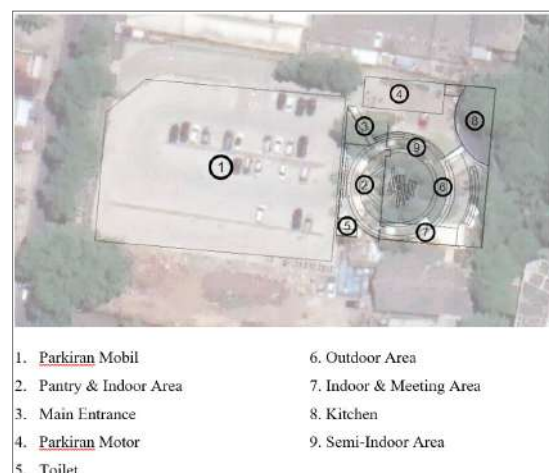 4
8
3
9
1
2
6
5
7
1. Parkiran Mobil
2. Pantry & Indoor Area
3. Main Entrance
4. Parkiran Motor
5. Toilet
6. Outdoor Area
7. Indoor & Meeting Area
8. Kitchen
9. Semi-Indoor Area